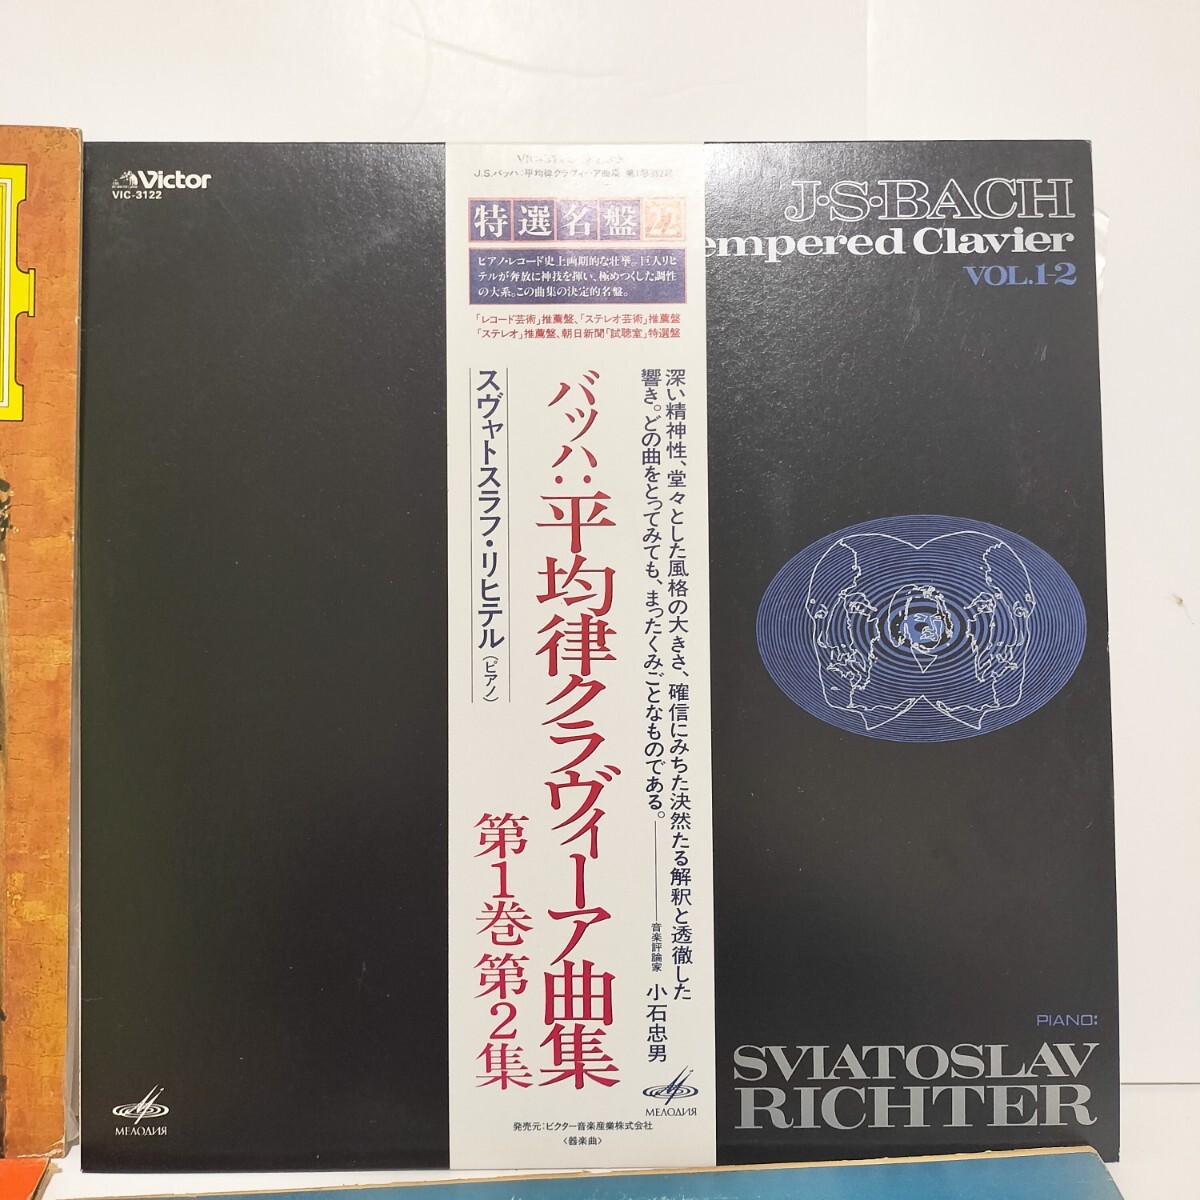 Victor
VIC-3122
J.S.バッハ:平均律クラヴィーア曲集 第1巻第2集
特選名盤22
ピアノ・レコード史上画期的な壮挙。巨人リヒ
テルが奔放に神技を揮い、極めつくした調性
の大系。この曲集の決定的名盤。
「レコード芸術」推薦盤、「ステレオ芸術」推薦盤
「ステレオ」推薦盤、朝日新聞「試聴室」特選盤
深い精神性、堂々とした風格の大きさ、確信にみちた決然たる解釈と透徹した
響き。どの曲をとってみても、まったくみごとなものである。
音楽評論家 小石忠男
バッハ:平均律クラヴィーア曲集
第1巻第2集
スヴャトスラフ・リヒテル(ピアノ)
МЕЛОДИЯ
МЕЛОДИЯ
発売元:ビクター音楽産業株式会社
〈器楽曲〉
J·S·BACH
empered Clavier
VOL.1-2
PIANO:
SVIATOSLAV
RICHTER